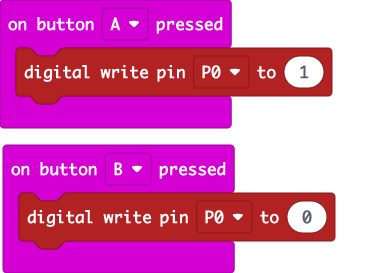 on button A pressed
digital write pin P0 to 1
on button B pressed
digital write pin P0 to 0